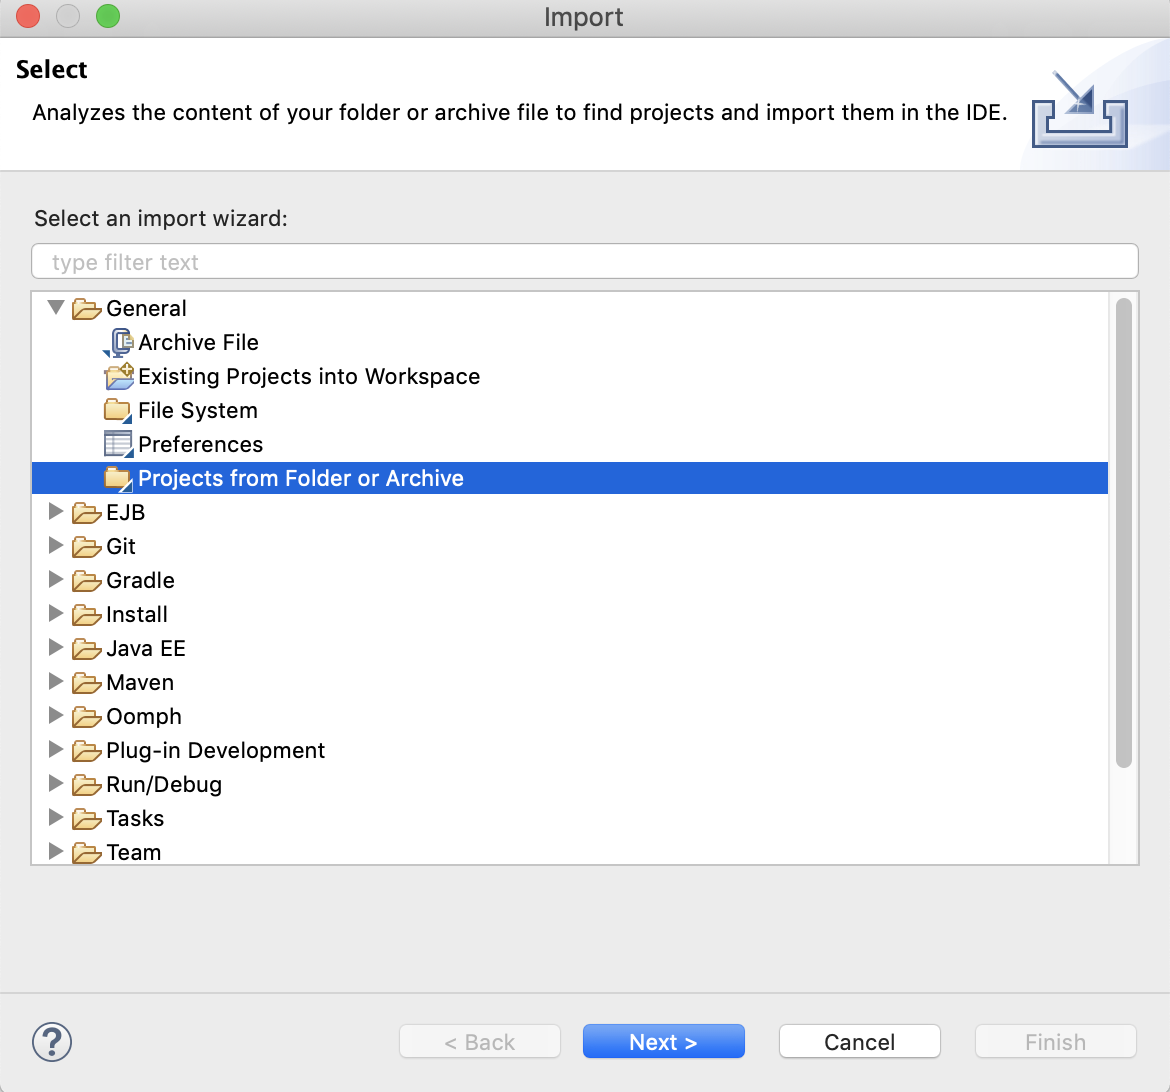 Import
Select
Analyzes the content of your folder or archive file to find projects and import them in the IDE.
Select an import wizard:
type filter text
General
Archive File
Existing Projects into Workspace
File System
Preferences
Projects from Folder or Archive
EJB
Git
Gradle
Install
Java EE
Maven
Oomph
Plug-in Development
Run/Debug
Tasks
Team
? < Back Next > Cancel Finish